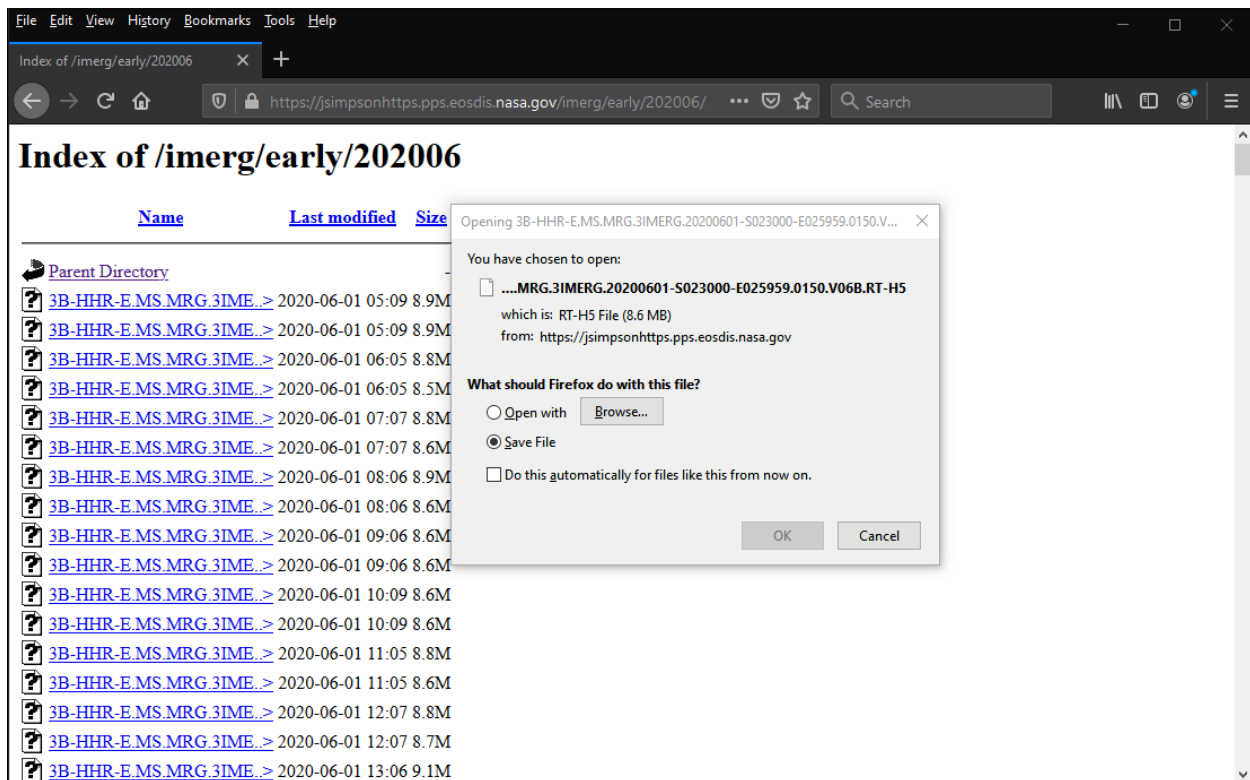 File Edit View History Bookmarks Tools Help
Index of /imerg/early/202006
https://jsimpsonhttps.pps.eosdis.nasa.gov/imerg/early/202006/ Search
Index of /imerg/early/202006
Name Last modified Size
Opening 3B-HHR-E.MS.MRG.3IMERG.20200601-S023000-E025959.0150.V...
You have chosen to open:
....MRG.3IMERG.20200601-S023000-E025959.0150.V06B.RT-H5
which is: RT-H5 File (8.6 MB)
from: https://jsimpsonhttps.pps.eosdis.nasa.gov
What should Firefox do with this file?
Open with Browse...
Save File
Do this automatically for files like this from now on.
OK Cancel
Parent Directory -
3B-HHR-E.MS.MRG.3IME..> 2020-06-01 05:09 8.9M
3B-HHR-E.MS.MRG.3IME..> 2020-06-01 05:09 8.9M
3B-HHR-E.MS.MRG.3IME..> 2020-06-01 06:05 8.8M
3B-HHR-E.MS.MRG.3IME..> 2020-06-01 06:05 8.5M
3B-HHR-E.MS.MRG.3IME..> 2020-06-01 07:07 8.8M
3B-HHR-E.MS.MRG.3IME..> 2020-06-01 07:07 8.6M
3B-HHR-E.MS.MRG.3IME..> 2020-06-01 08:06 8.9M
3B-HHR-E.MS.MRG.3IME..> 2020-06-01 08:06 8.6M
3B-HHR-E.MS.MRG.3IME..> 2020-06-01 09:06 8.6M
3B-HHR-E.MS.MRG.3IME..> 2020-06-01 09:06 8.6M
3B-HHR-E.MS.MRG.3IME..> 2020-06-01 10:09 8.6M
3B-HHR-E.MS.MRG.3IME..> 2020-06-01 10:09 8.6M
3B-HHR-E.MS.MRG.3IME..> 2020-06-01 11:05 8.8M
3B-HHR-E.MS.MRG.3IME..> 2020-06-01 11:05 8.6M
3B-HHR-E.MS.MRG.3IME..> 2020-06-01 12:07 8.8M
3B-HHR-E.MS.MRG.3IME..> 2020-06-01 12:07 8.7M
3B-HHR-E.MS.MRG.3IME..> 2020-06-01 13:06 9.1M